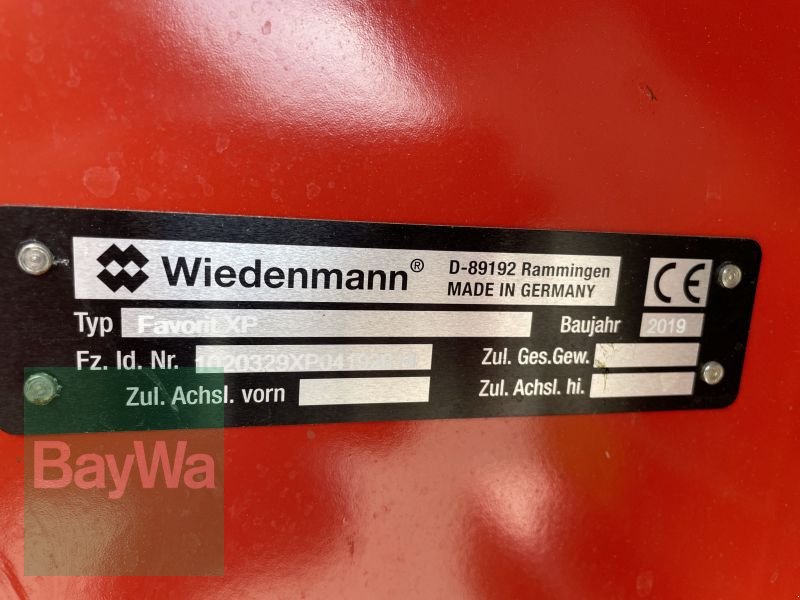 Wiedenmann® D-89192 Rammingen
MADE IN GERMANY
CE
Typ Favorit XP Baujahr 2019
Fz. Id. Nr. Zul. Ges.Gew.
Zul. Achsl. vorn Zul. Achsl. hi.
BayWa